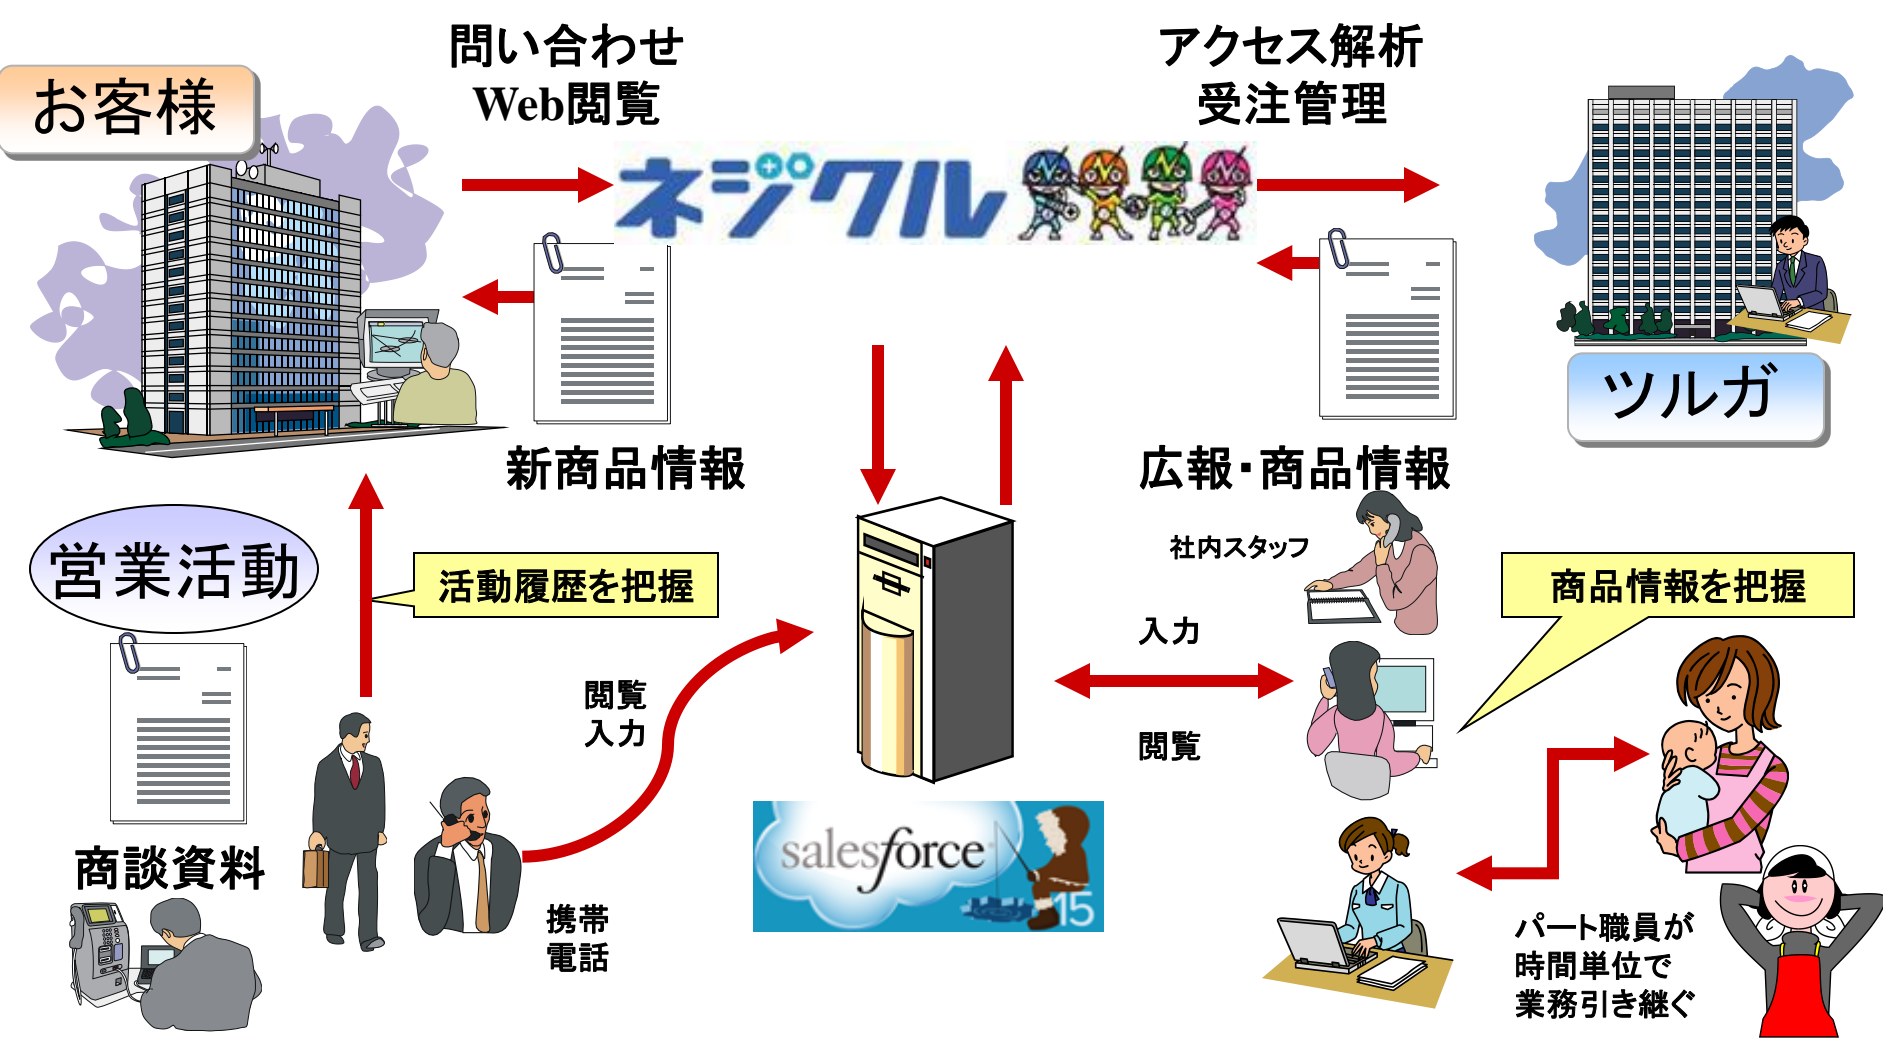 問い合わせ
Web閲覧
アクセス解析
受注管理
お客様
ネジクル
ツルガ
新商品情報
広報・商品情報
営業活動
活動履歴を把握
社内スタッフ
商品情報を把握
入力
閲覧
入力
閲覧
商談資料
salesforce
15
携帯
電話
パート職員が
時間単位で
業務引き継ぐ